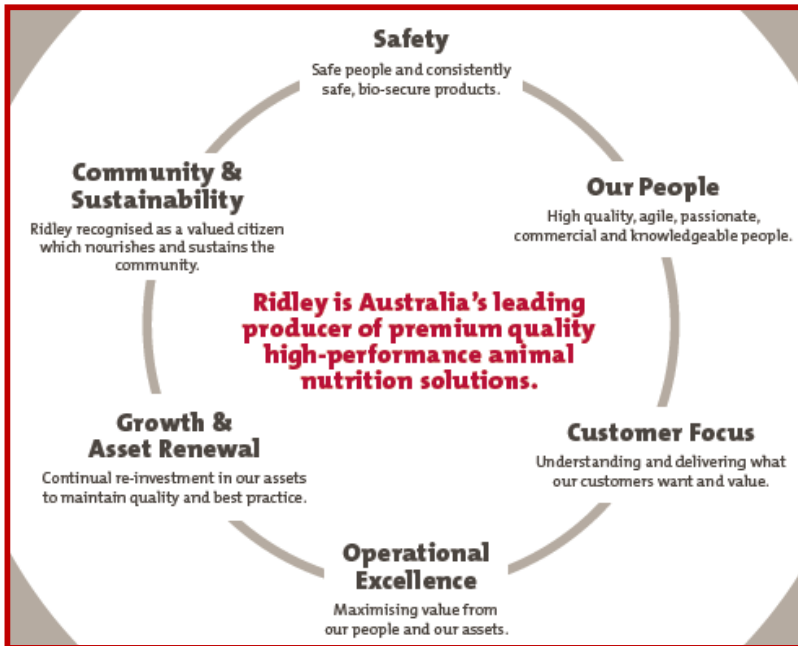 Safety
Safe people and consistently
safe, bio-secure products.
Our People
High quality, agile, passionate,
commercial and knowledgeable people.
Customer Focus
Understanding and delivering what
our customers want and value.
Operational
Excellence
Maximising value from
our people and our assets.
Growth &
Asset Renewal
Continual re-investment in our assets
to maintain quality and best practice.
Community &
Sustainability
Ridley recognised as a valued citizen
which nourishes and sustains the
community.
Ridley is Australia's leading
producer of premium quality
high-performance animal
nutrition solutions.